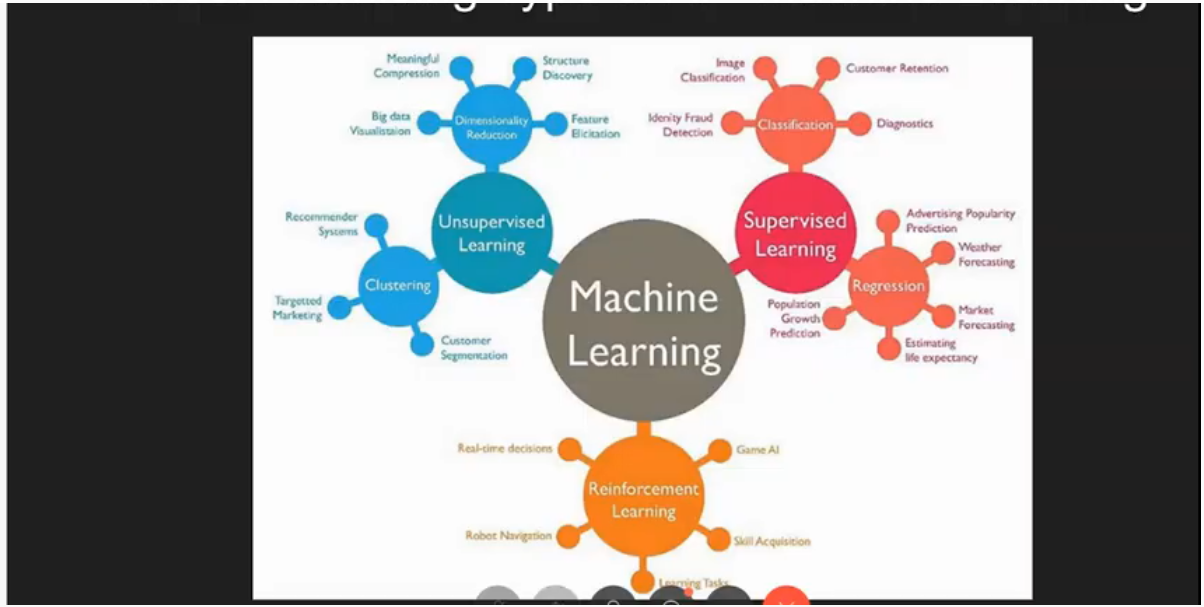 Meaningful
Compression
Structure
Discovery
Big data
Visualistaion
Dimensionality
Reduction
Feature
Elicitation
Unsupervised
Learning
Recommender
Systems
Clustering
Targetted
Marketing
Customer
Segmentation
Image
Classification
Customer Retention
Idenity Fraud
Detection
Classification
Diagnostics
Supervised
Learning
Advertising Popularity
Prediction
Weather
Forecasting
Regression
Population
Growth
Prediction
Market
Forecasting
Estimating
life expectancy
Machine
Learning
Real-time decisions
Game AI
Reinforcement
Learning
Robot Navigation
Skill Acquisition
Learning Tasks